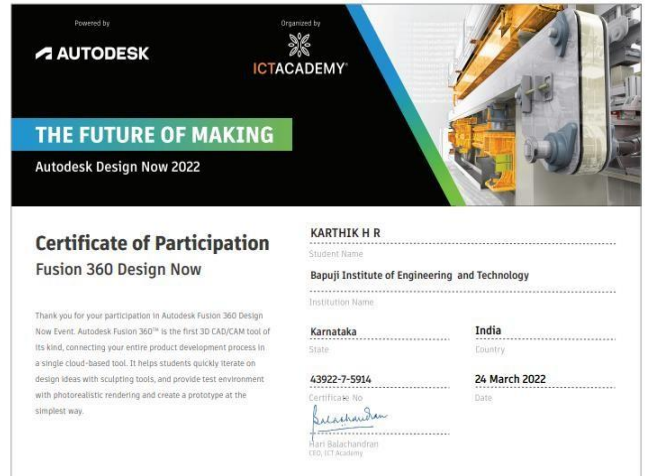 Powered by
AUTODESK
Organized by
ICTACADEMY®
THE FUTURE OF MAKING
Autodesk Design Now 2022
Certificate of Participation
Fusion 360 Design Now
Thank you for your participation in Autodesk Fusion 360 Design
Now Event. Autodesk Fusion 360™ is the first 3D CAD/CAM tool of
its kind, connecting your entire product development process in
a single cloud-based tool. It helps students quickly iterate on
design ideas with sculpting tools, and provide test environment
with photorealistic rendering and create a prototype at the
simplest way.
KARTHIK H R
Student Name
Bapuji Institute of Engineering and Technology
Institution Name
Karnataka
State
India
Country
43922-7-5914
Certificate No
24 March 2022
Date
Balachandran
Hari Balachandran
CEO, ICT Academy